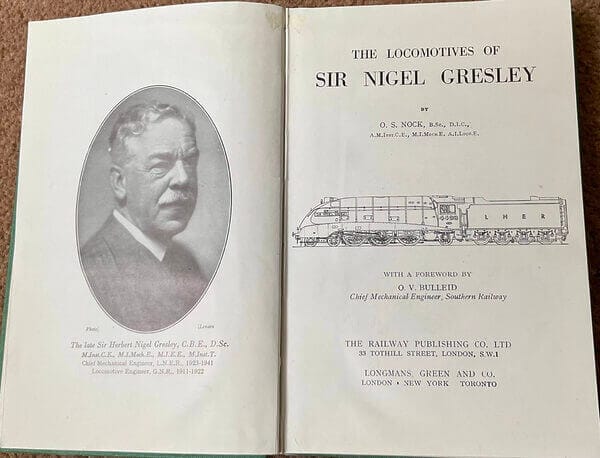 Photo]
[Lenare
The late Sir Herbert Nigel Gresley, C.B.E., D.Sc.
M.Inst.C.E., M.I.Mech.E., M.I.E.E., M.Inst.T.
Chief Mechanical Engineer, L.N.E.R., 1923-1941
Locomotive Engineer, G.N.R., 1911-1922
THE LOCOMOTIVES OF
SIR NIGEL GRESLEY
BY
O. S. NOCK, B.Sc., D.I.C.,
A.M.Inst.C.E., M.I.Mech.E. A.I.Loco.E.
WITH A FOREWORD BY
O. V. BULLEID
Chief Mechanical Engineer, Southern Railway
THE RAILWAY PUBLISHING CO. LTD
33 TOTHILL STREET, LONDON, S.W.1
LONGMANS, GREEN AND CO.
LONDON • NEW YORK TORONTO